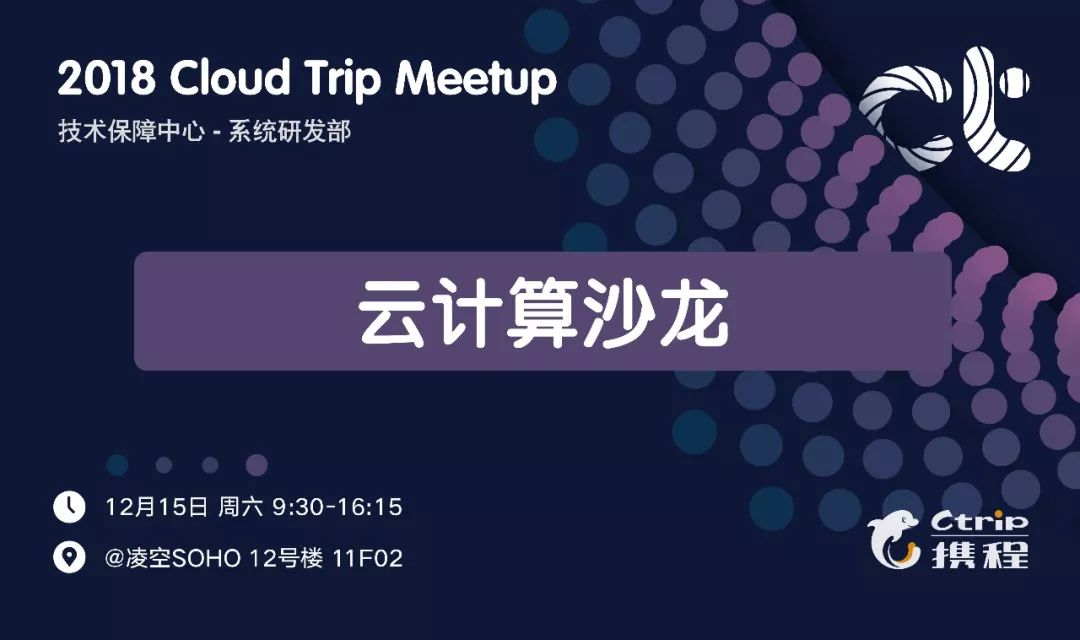 2018 Cloud Trip Meetup
技术保障中心 - 系统研发部
ct
云计算沙龙
12月15日 周六 9:30-16:15
@凌空SOHO 12号楼 11F02
Ctrip
携程